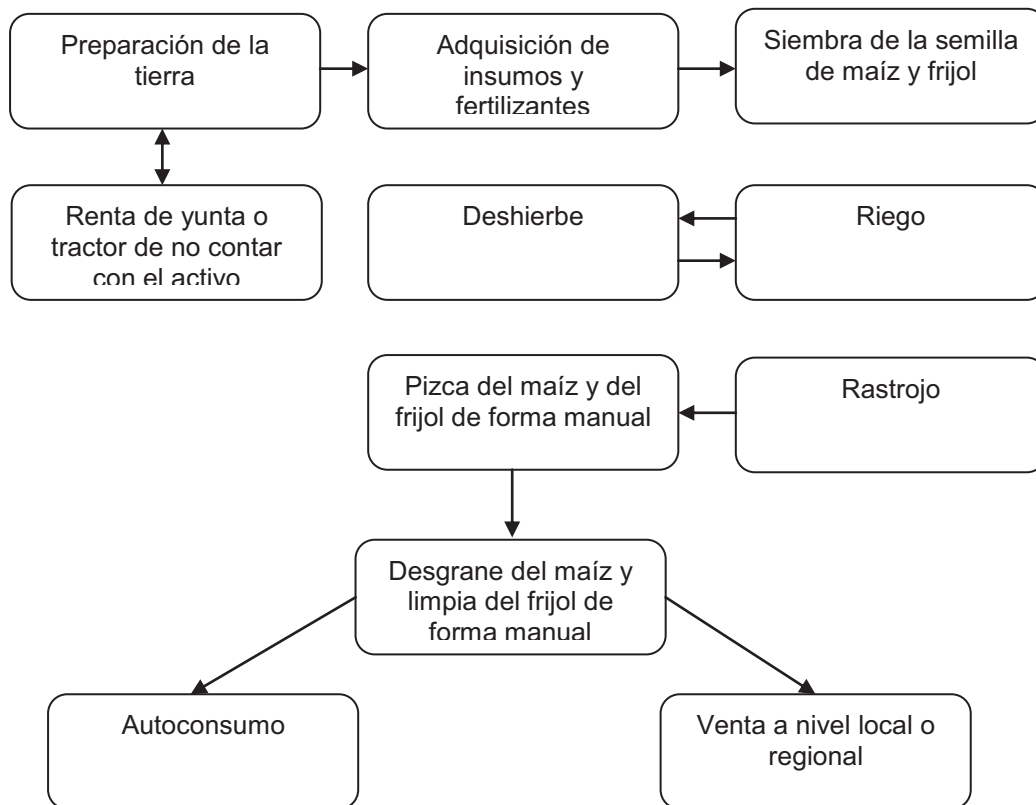 Preparación de la
tierra
Adquisición de
insumos y
fertilizantes
Siembra de la semilla
de maíz y frijol
Renta de yunta o
tractor de no contar
con el activo
Deshierbe
Riego
Pizca del maíz y del
frijol de forma manual
Rastrojo
Desgrane del maíz y
limpia del frijol de
forma manual
Autoconsumo
Venta a nivel local o
regional